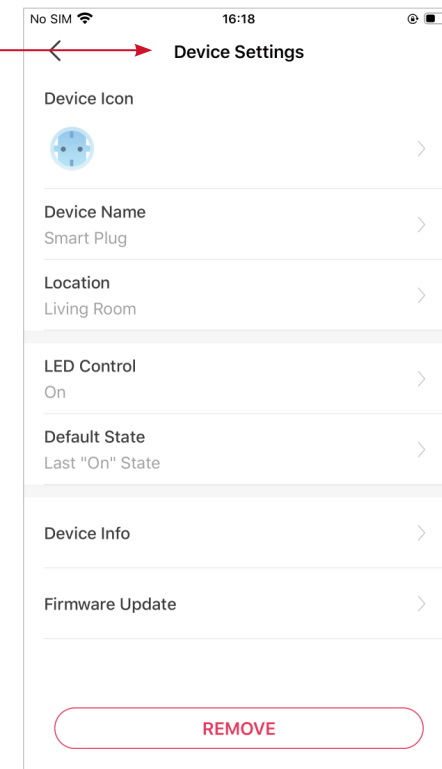 No SIM 16:18
Device Settings
Device Icon
Device Name
Smart Plug
Location
Living Room
LED Control
On
Default State
Last "On" State
Device Info
Firmware Update
REMOVE